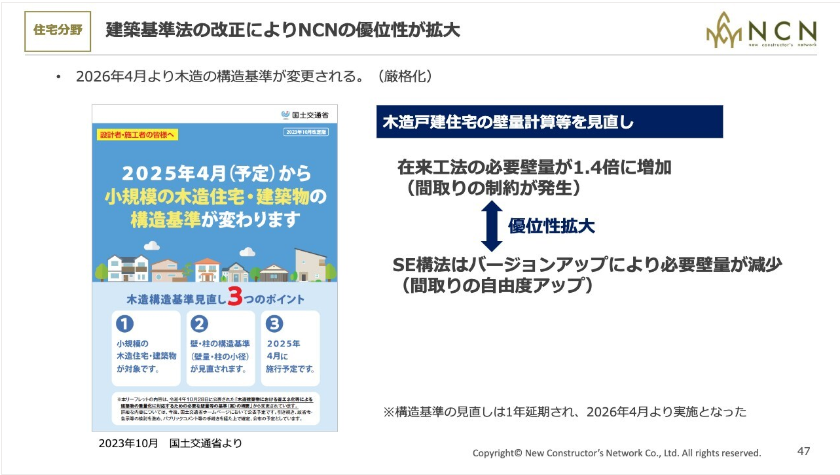 住宅分野
建築基準法の改正によりNCNの優位性が拡大
NCN
new constructor's network
• 2026年4月より木造の構造基準が変更される。（厳格化）
国土交通省
設計者・施工者の皆様へ
2025年4月(予定)から
小規模の木造住宅・建築物の
構造基準が変わります
木造構造基準見直し3つのポイント
1
小規模の
木造住宅・建築物
が対象です。
2
壁・柱の構造基準
（壁量・柱の小径）
が見直されます。
3
2025年
4月に
施行予定です。
2023年10月　国土交通省より
木造戸建住宅の壁量計算等を見直し
在来工法の必要壁量が1.4倍に増加
（間取りの制約が発生）
優位性拡大
SE構法はバージョンアップにより必要壁量が減少
（間取りの自由度アップ）
※構造基準の見直しは1年延期され、2026年4月より実施となった
Copyright© New Constructor's Network Co., Ltd. All rights reserved.
47